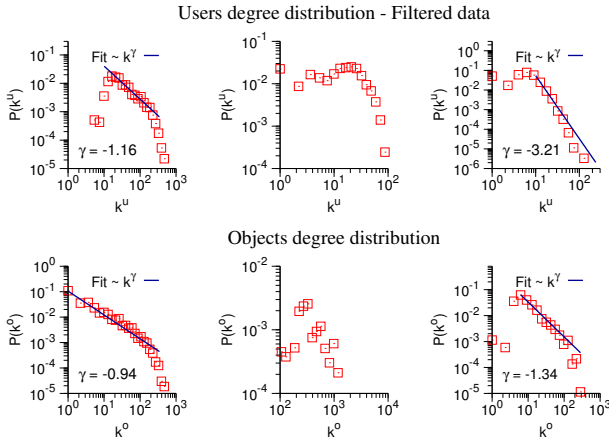 Users degree distribution - Filtered data
10^-1
10^-2
10^-3
10^-4
10^-5
10^0 10^1 10^2 10^3
P(k^u)
k^u
Fit ~ k^γ
γ = -1.16
10^-1
10^-2
10^-3
10^-4
10^0 10^1 10^2
P(k^u)
k^u
10^0
10^-1
10^-2
10^-3
10^-4
10^-5
10^-6
10^0 10^1 10^2
P(k^u)
k^u
Fit ~ k^γ
γ = -3.21
Objects degree distribution
10^0
10^-1
10^-2
10^-3
10^-4
10^-5
10^0 10^1 10^2 10^3
P(k^o)
k^o
Fit ~ k^γ
γ = -0.94
10^-2
10^-3
10^-4
10^2 10^3 10^4
P(k^o)
k^o
10^0
10^-1
10^-2
10^-3
10^-4
10^-5
10^0 10^1 10^2 10^3
P(k^o)
k^o
Fit ~ k^γ
γ = -1.34